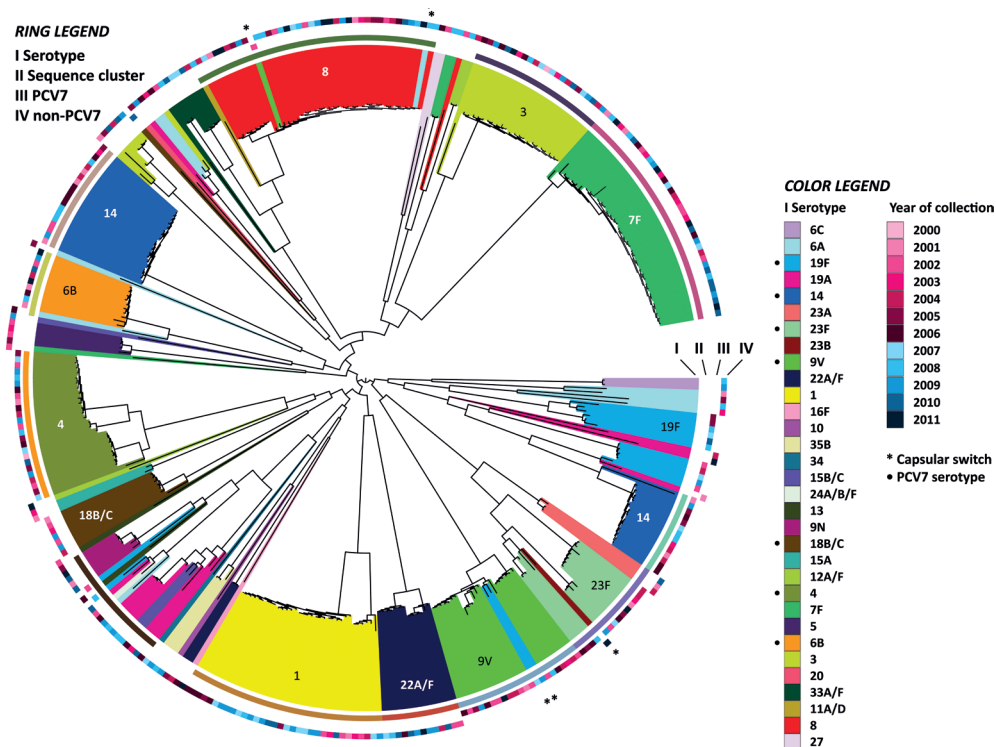 RING LEGEND
I Serotype
II Sequence cluster
III PCV7
IV non-PCV7
*
*
8
3
7F
14
6B
4
18B/C
1
22A/F
9V
23F
14
19F
I II III IV
*
**
COLOR LEGEND
I Serotype
6C
6A
• 19F
19A
• 14
23A
• 23F
23B
• 9V
22A/F
1
16F
10
35B
34
15B/C
24A/B/F
13
9N
• 18B/C
15A
12A/F
• 4
7F
5
• 6B
3
20
33A/F
11A/D
8
27
Year of collection
2000
2001
2002
2003
2004
2005
2006
2007
2008
2009
2010
2011
* Capsular switch
• PCV7 serotype